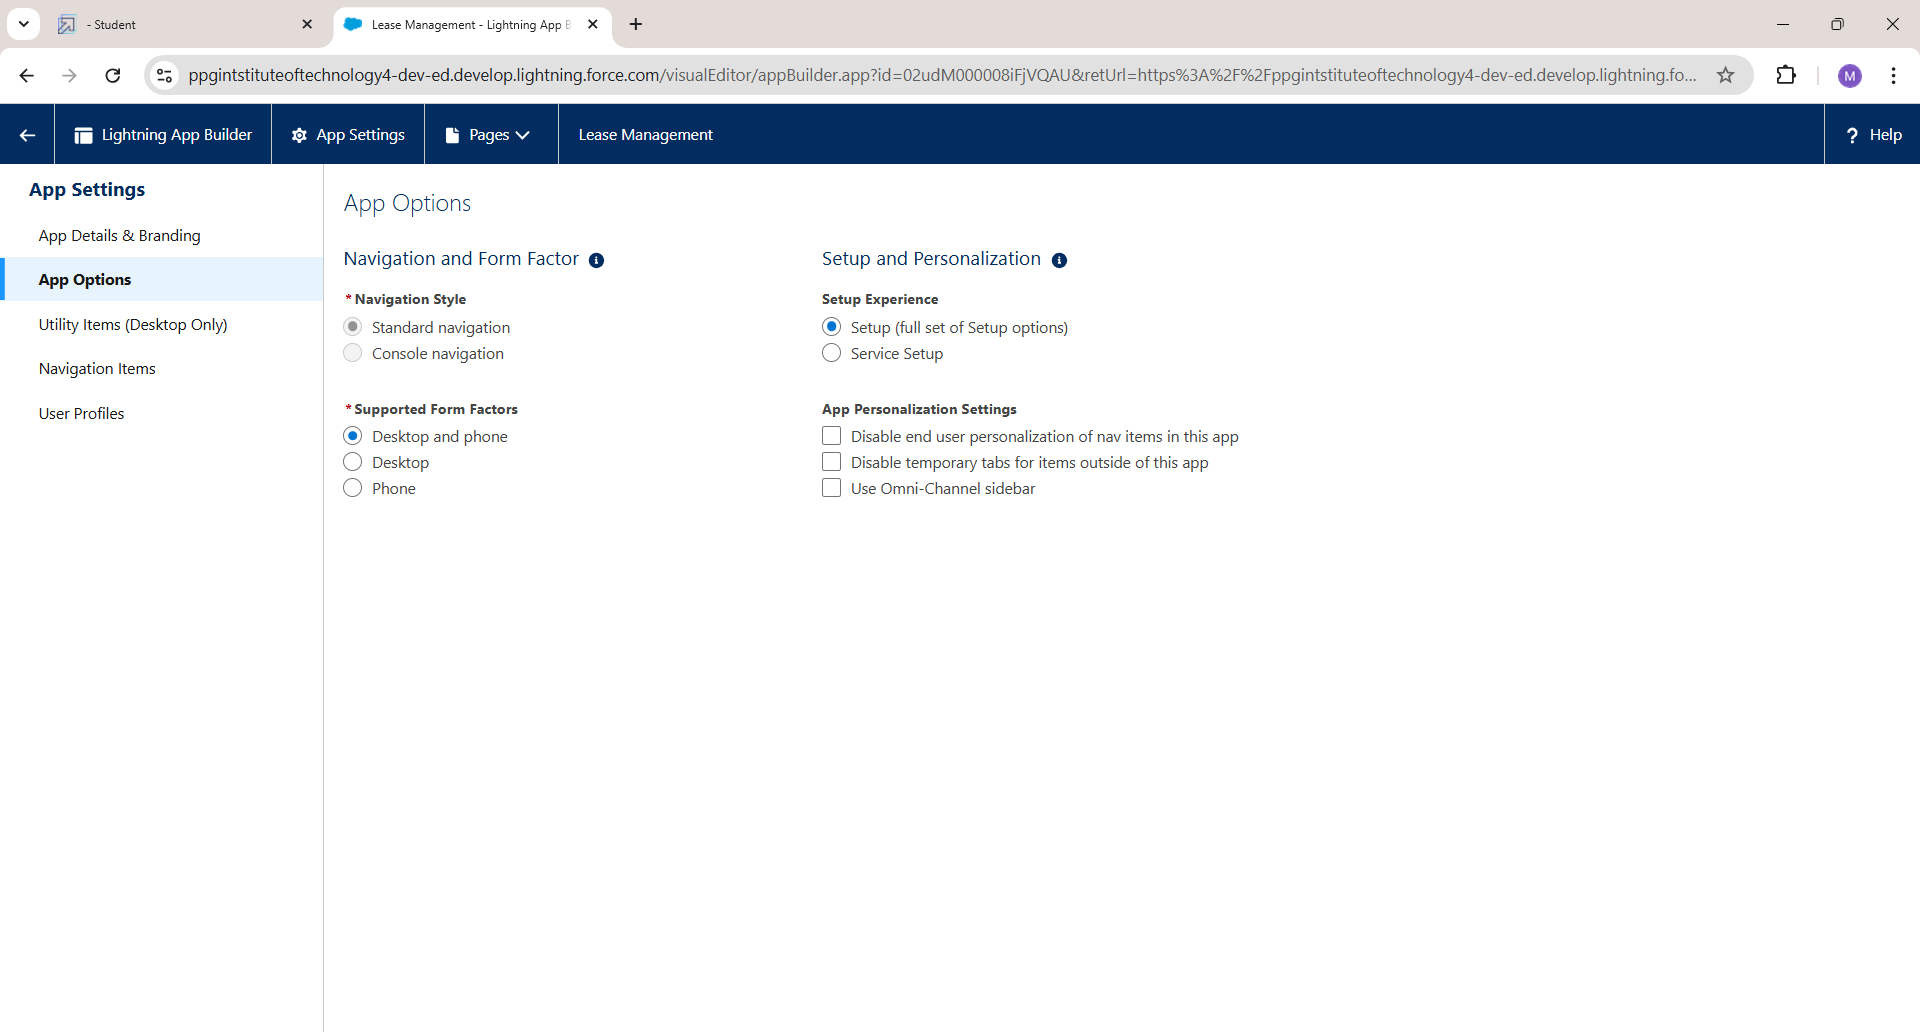 - Student
Lease Management - Lightning App B
ppgintstituteoftechnology4-dev-ed.develop.lightning.force.com/visualEditor/appBuilder.app?id=02udM000008iFjVQAU&retUrl=https%3A%2F%2Fppgintstituteoftechnology4-dev-ed.develop.lightning.fo...
M
Lightning App Builder
App Settings
Pages
Lease Management
? Help
App Settings
App Details & Branding
App Options
Utility Items (Desktop Only)
Navigation Items
User Profiles
App Options
Navigation and Form Factor
* Navigation Style
Standard navigation
Console navigation
* Supported Form Factors
Desktop and phone
Desktop
Phone
Setup and Personalization
Setup Experience
Setup (full set of Setup options)
Service Setup
App Personalization Settings
Disable end user personalization of nav items in this app
Disable temporary tabs for items outside of this app
Use Omni-Channel sidebar